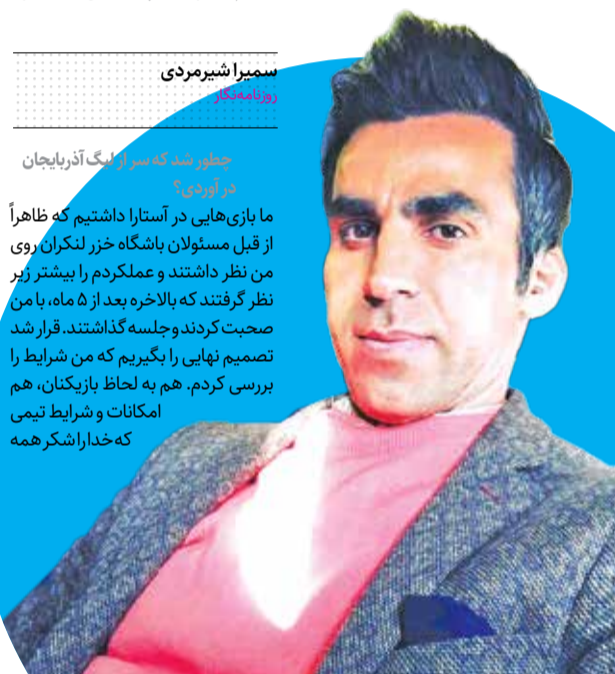 سمیرا شیرمردی
روزنامه‌نگار
چطور شد که سر از لیگ آذربایجان
در آوردی؟
ما بازی‌هایی در آستارا داشتیم که ظاهراً
از قبل مسئولان باشگاه خزر لنکران روی
من نظر داشتند و عملکردم را بیشتر زیر
نظر گرفتند که بالاخره بعد از ۵ ماه، با من
صحبت کردند و جلسه گذاشتند. قرار شد
تصمیم نهایی را بگیریم که من شرایط را
بررسی کردم. هم به لحاظ بازیکنان، هم
امکانات و شرایط تیمی
که خدا را شکر همه